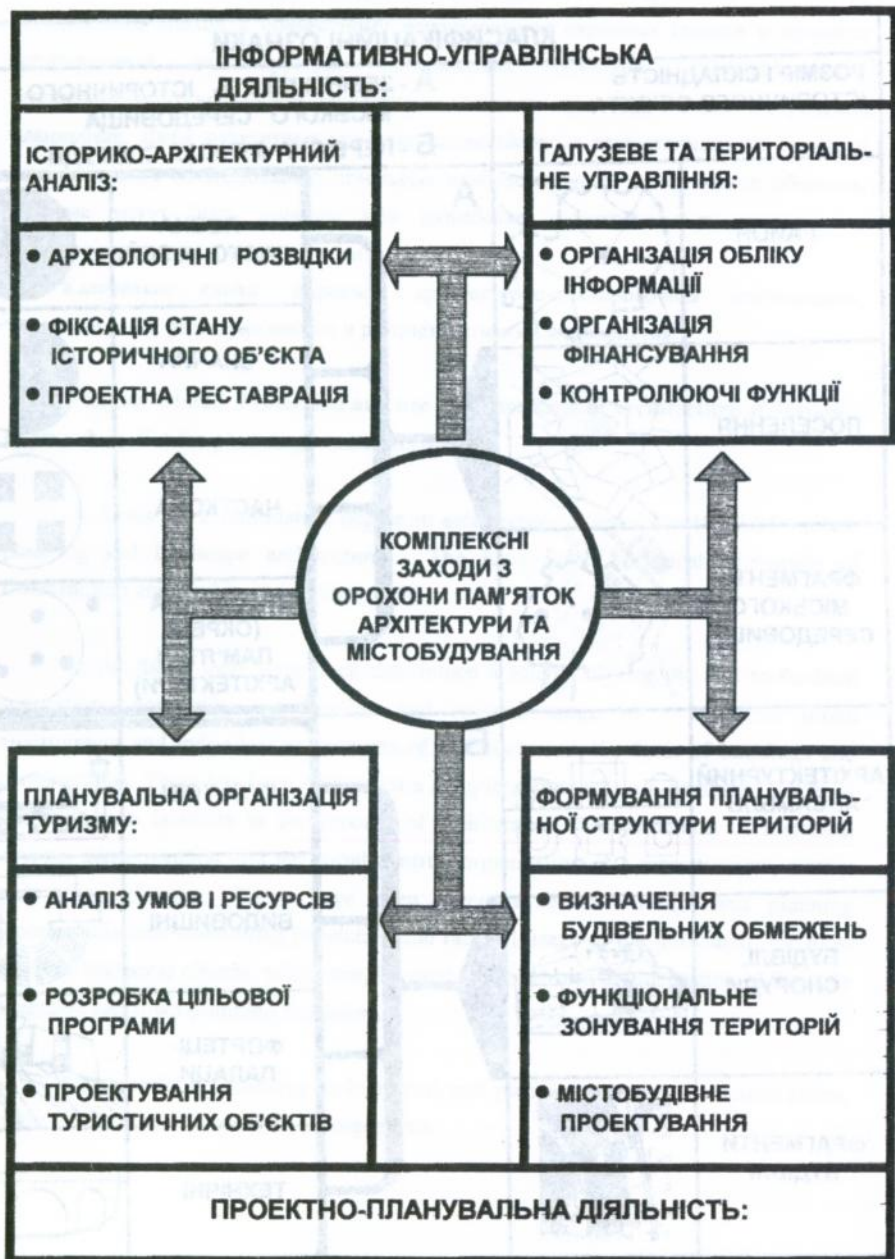 ІНФОРМАТИВНО-УПРАВЛІНСЬКА
ДІЯЛЬНІСТЬ:
ІСТОРИКО-АРХІТЕКТУРНИЙ
АНАЛІЗ:
● АРХЕОЛОГІЧНІ РОЗВІДКИ
● ФІКСАЦІЯ СТАНУ
ІСТОРИЧНОГО ОБ'ЄКТА
● ПРОЕКТНА РЕСТАВРАЦІЯ
ГАЛУЗЕВЕ ТА ТЕРИТОРІАЛЬ-
НЕ УПРАВЛІННЯ:
● ОРГАНІЗАЦІЯ ОБЛІКУ
ІНФОРМАЦІЇ
● ОРГАНІЗАЦІЯ
ФІНАНСУВАННЯ
● КОНТРОЛЮЮЧІ ФУНКЦІЇ
КОМПЛЕКСНІ
ЗАХОДИ З
ОРОХОНИ ПАМ'ЯТОК
АРХІТЕКТУРИ ТА
МІСТОБУДУВАННЯ
ПЛАНУВАЛЬНА ОРГАНІЗАЦІЯ
ТУРИЗМУ:
● АНАЛІЗ УМОВ І РЕСУРСІВ
● РОЗРОБКА ЦІЛЬОВОЇ
ПРОГРАМИ
● ПРОЕКТУВАННЯ
ТУРИСТИЧНИХ ОБ'ЄКТІВ
ФОРМУВАННЯ ПЛАНУВАЛЬ-
НОЇ СТРУКТУРИ ТЕРИТОРІЙ
● ВИЗНАЧЕННЯ
БУДІВЕЛЬНИХ ОБМЕЖЕНЬ
● ФУНКЦІОНАЛЬНЕ
ЗОНУВАННЯ ТЕРИТОРІЙ
● МІСТОБУДІВНЕ
ПРОЕКТУВАННЯ
ПРОЕКТНО-ПЛАНУВАЛЬНА ДІЯЛЬНІСТЬ: